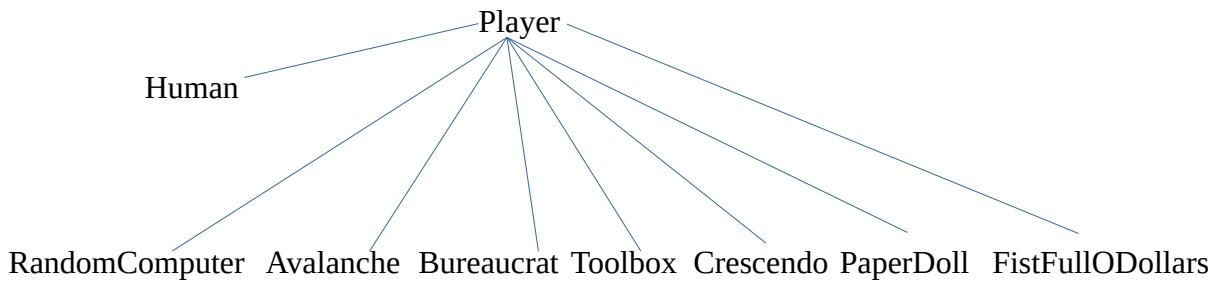 Player
Human
RandomComputer Avalanche Bureaucrat Toolbox Crescendo PaperDoll FistFullODollars